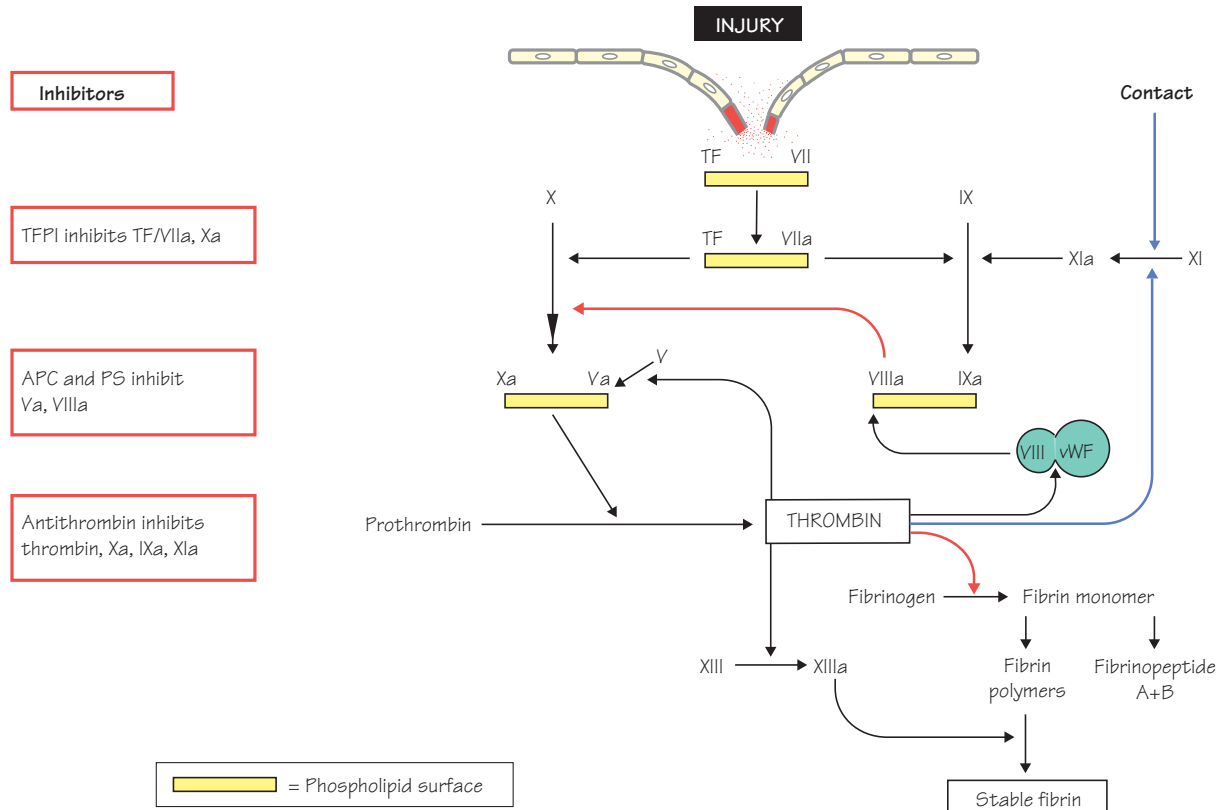 INJURY
Inhibitors
Contact
TF
VII
X
IX
TFPI inhibits TF/VIIa, Xa
TF
VIIa
XIa
XI
APC and PS inhibit
Va, VIIIa
Xa
Va
V
VIIIa
IXa
VIII
vWF
Antithrombin inhibits
thrombin, Xa, IXa, XIa
Prothrombin
THROMBIN
Fibrinogen
Fibrin monomer
XIII
XIIIa
Fibrin
polymers
Fibrinopeptide
A+B
= Phospholipid surface
Stable fibrin